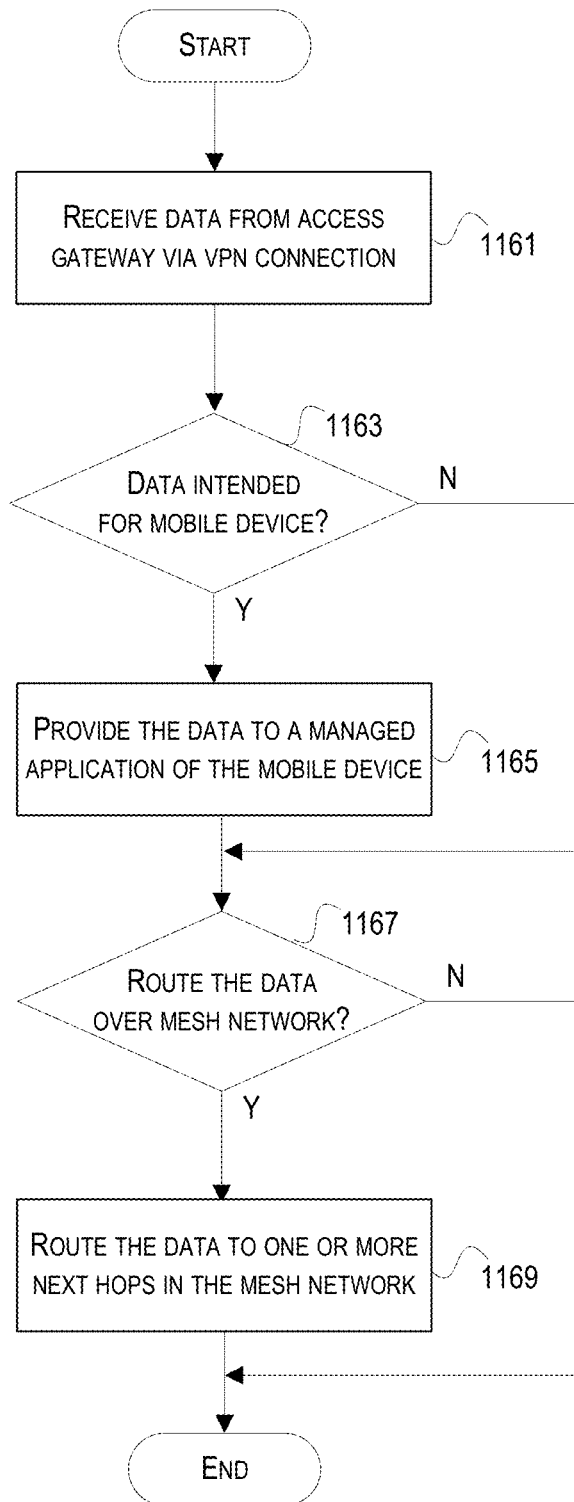 START
RECEIVE DATA FROM ACCESS
GATEWAY VIA VPN CONNECTION
1161
1163
DATA INTENDED
FOR MOBILE DEVICE?
N
Y
PROVIDE THE DATA TO A MANAGED
APPLICATION OF THE MOBILE DEVICE
1165
1167
ROUTE THE DATA
OVER MESH NETWORK?
N
Y
ROUTE THE DATA TO ONE OR MORE
NEXT HOPS IN THE MESH NETWORK
1169
END